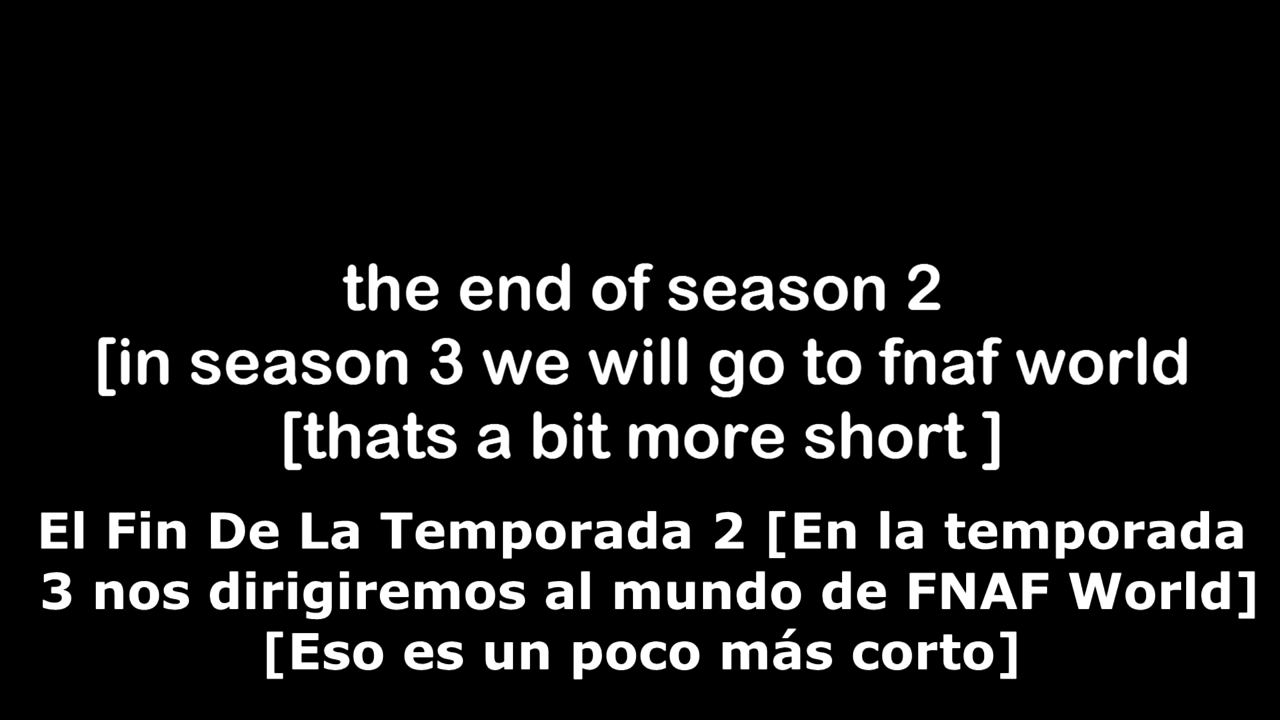 the end of season 2
[in season 3 we will go to fnaf world
[thats a bit more short ]
El Fin De La Temporada 2 [En la temporada
3 nos dirigiremos al mundo de FNAF World]
[Eso es un poco más corto]